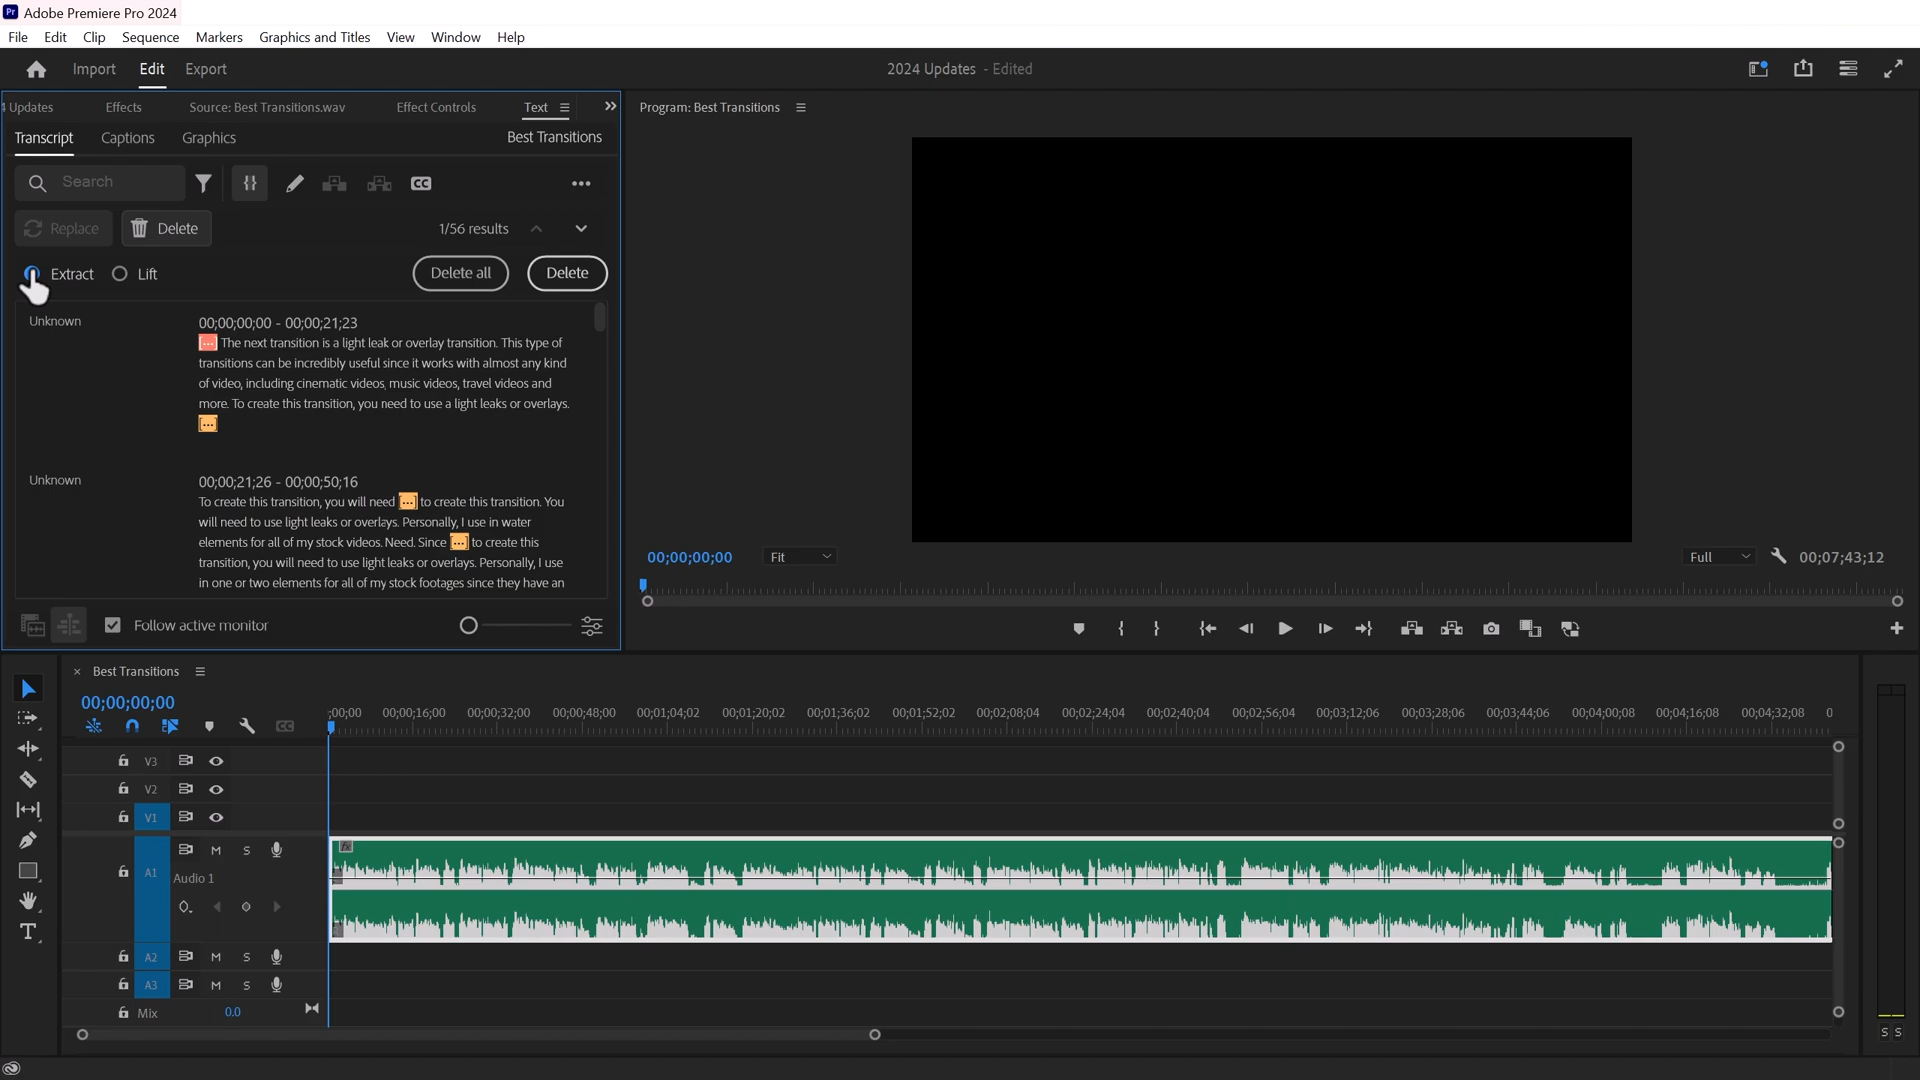 Pr Adobe Premiere Pro 2024
File Edit Clip Sequence Markers Graphics and Titles View Window Help
Import Edit Export 2024 Updates - Edited
4 Updates Effects Source: Best Transitions.wav Effect Controls Text
Program: Best Transitions
Transcript Captions Graphics Best Transitions
Search CC
Replace Delete 1/56 results
Extract Lift Delete all Delete
Unknown 00;00;00;00 - 00;00;21;23
[...] The next transition is a light leak or overlay transition. This type of
transitions can be incredibly useful since it works with almost any kind
of video, including cinematic videos, music videos, travel videos and
more. To create this transition, you need to use a light leaks or overlays.
[...]
Unknown 00;00;21;26 - 00;00;50;16
To create this transition, you will need [...] to create this transition. You
will need to use light leaks or overlays. Personally, I use in water
elements for all of my stock videos. Need. Since [...] to create this
transition, you will need to use light leaks or overlays. Personally, I use
in one or two elements for all of my stock footages since they have an
Follow active monitor
00;00;00;00 Fit Full 00;07;43;12
× Best Transitions
00;00;00;00
CC
;00;00 00;00;16;00 00;00;32;00 00;00;48;00 00;01;04;02 00;01;20;02 00;01;36;02 00;01;52;02 00;02;08;04 00;02;24;04 00;02;40;04 00;02;56;04 00;03;12;06 00;03;28;06 00;03;44;06 00;04;00;08 00;04;16;08 00;04;32;08 0
V3
V2
V1
fx
A1 M S
Audio 1
A2 M S
A3 M S
Mix 0.0
S S